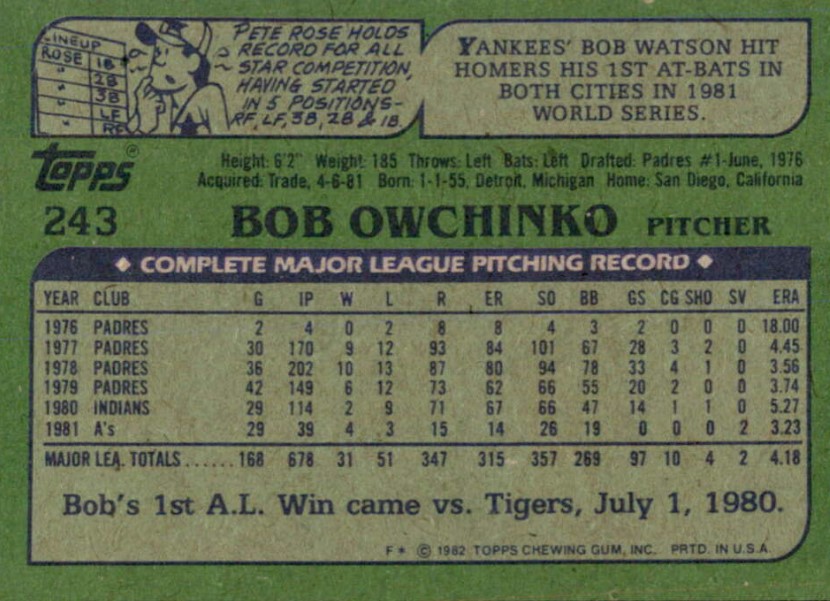 LINEUP
ROSE 1B
" 2B
" 3B
" LF
" RF
PETE ROSE HOLDS
RECORD FOR ALL
STAR COMPETITION,
HAVING STARTED
IN 5 POSITIONS-
RF, LF, 3B, 2B & 1B.
YANKEES' BOB WATSON HIT
HOMERS HIS 1ST AT-BATS IN
BOTH CITIES IN 1981
WORLD SERIES.
Topps®
Height: 6'2" Weight: 185 Throws: Left Bats: Left Drafted: Padres #1-June, 1976
Acquired: Trade, 4-6-81 Born: 1-1-55, Detroit, Michigan Home: San Diego, California
243 BOB OWCHINKO PITCHER
◆ COMPLETE MAJOR LEAGUE PITCHING RECORD ◆
YEAR CLUB G IP W L R ER SO BB GS CG SHO SV ERA
1976 PADRES 2 4 0 2 8 8 4 3 2 0 0 0 18.00
1977 PADRES 30 170 9 12 93 84 101 67 28 3 2 0 4.45
1978 PADRES 36 202 10 13 87 80 94 78 33 4 1 0 3.56
1979 PADRES 42 149 6 12 73 62 66 55 20 2 0 0 3.74
1980 INDIANS 29 114 2 9 71 67 66 47 14 1 1 0 5.27
1981 A's 29 39 4 3 15 14 26 19 0 0 0 2 3.23
MAJOR LEA. TOTALS...... 168 678 31 51 347 315 357 269 97 10 4 2 4.18
Bob's 1st A.L. Win came vs. Tigers, July 1, 1980.
F* © 1982 TOPPS CHEWING GUM, INC. PRTD. IN U.S.A.